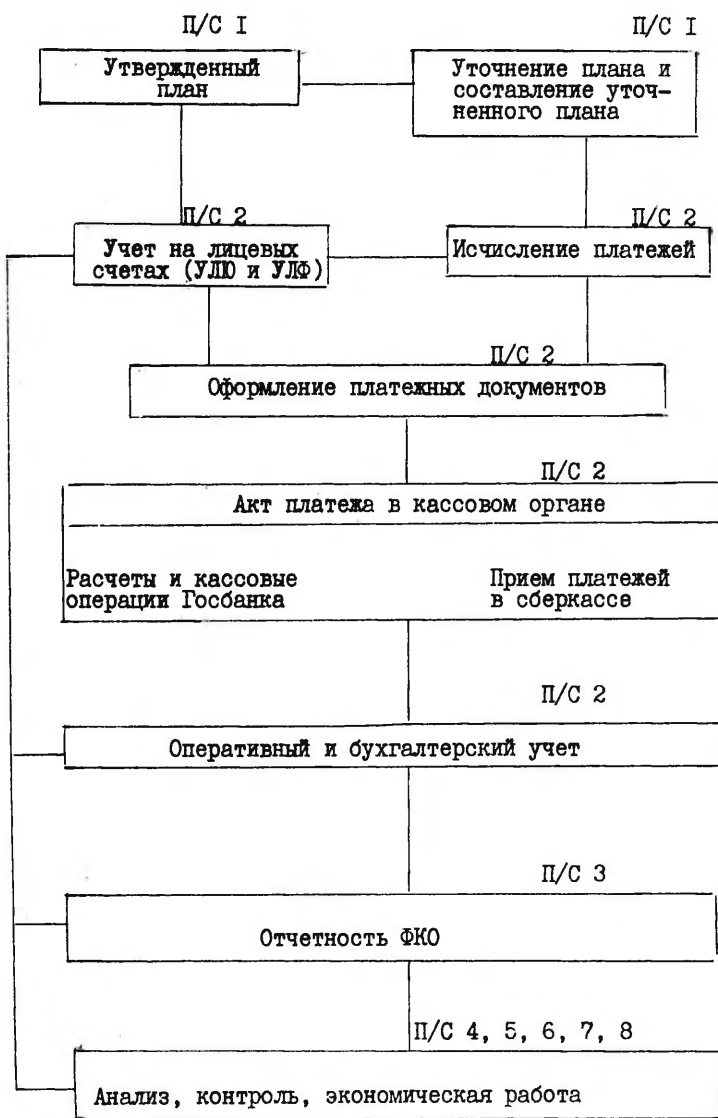 П/С I
П/С I
Утвержденный
план
Уточнение плана и
составление уточ-
ненного плана
П/С 2
П/С 2
Учет на лицевых
счетах (УЛЮ и УЛФ)
Исчисление платежей
П/С 2
Оформление платежных документов
П/С 2
Акт платежа в кассовом органе
Расчеты и кассовые
операции Госбанка
Прием платежей
в сберкассе
П/С 2
Оперативный и бухгалтерский учет
П/С 3
Отчетность ФКО
П/С 4, 5, 6, 7, 8
Анализ, контроль, экономическая работа